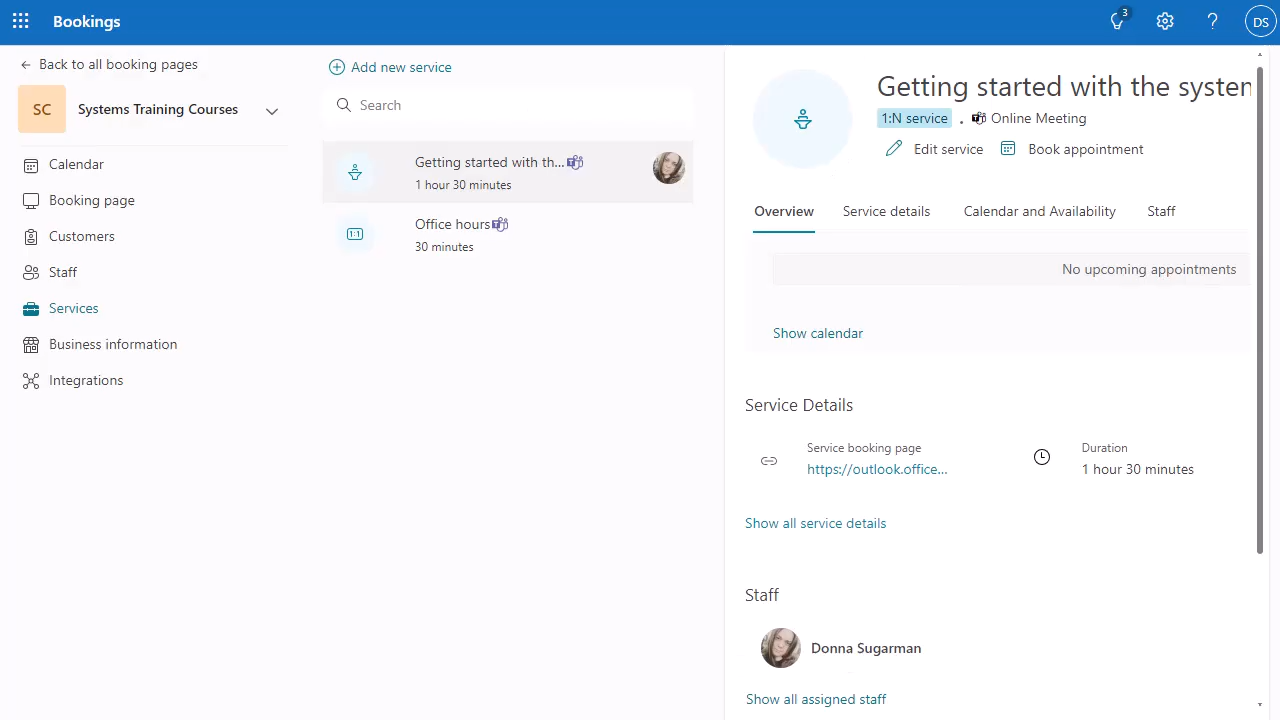 Bookings
3
DS
Back to all booking pages
SC
Systems Training Courses
Calendar
Booking page
Customers
Staff
Services
Business information
Integrations
Add new service
Search
Getting started with th...
1 hour 30 minutes
1:1
Office hours
30 minutes
Getting started with the system
1:N service . Online Meeting
Edit service
Book appointment
Overview
Service details
Calendar and Availability
Staff
No upcoming appointments
Show calendar
Service Details
Service booking page
https://outlook.office...
Duration
1 hour 30 minutes
Show all service details
Staff
Donna Sugarman
Show all assigned staff